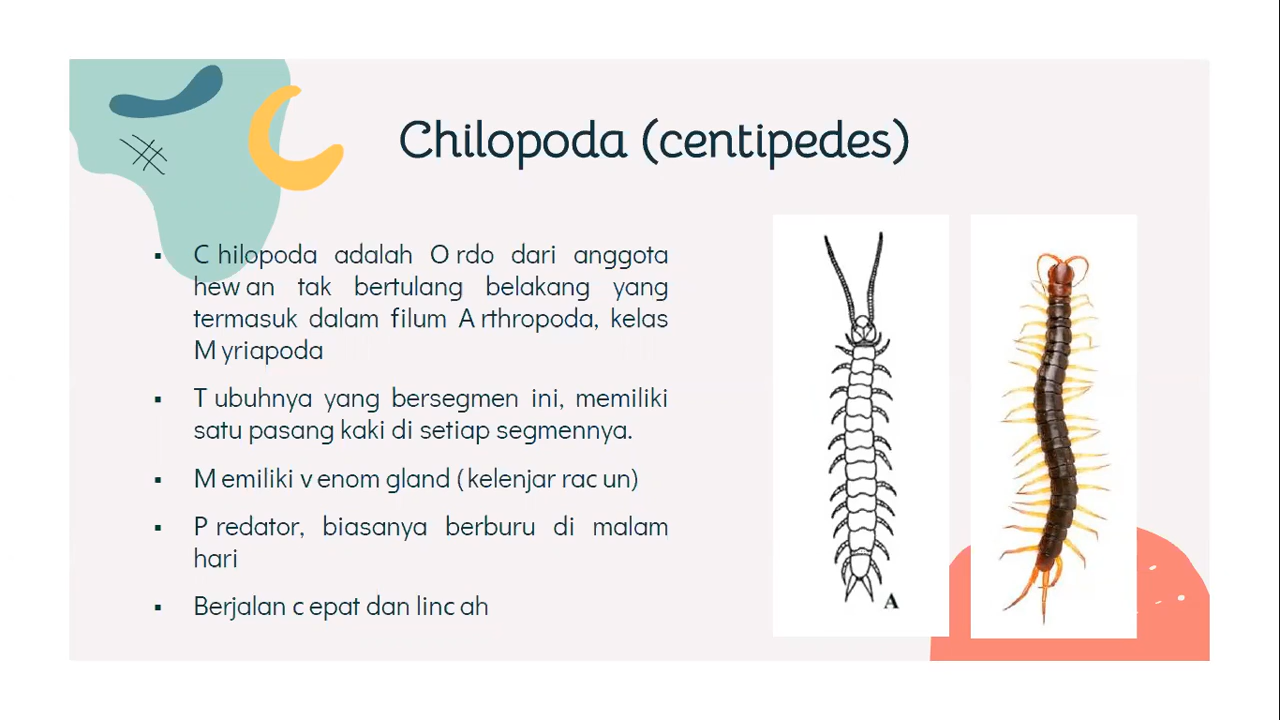 Chilopoda (centipedes)
▪ C hilopoda adalah O rdo dari anggota
hew an tak bertulang belakang yang
termasuk dalam filum A rthropoda, kelas
M yriapoda
▪ T ubuhnya yang bersegmen ini, memiliki
satu pasang kaki di setiap segmennya.
▪ M emiliki v enom gland (kelenjar rac un)
▪ P redator, biasanya berburu di malam
hari
▪ Berjalan c epat dan linc ah
A